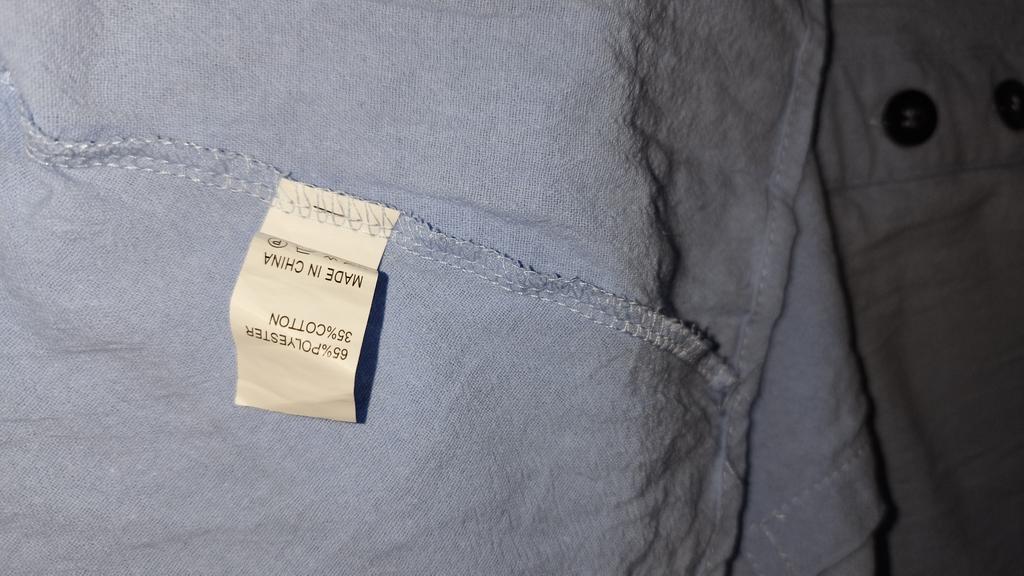 65%POLYESTER
35%COTTON
MADE IN CHINA
Ⓟ